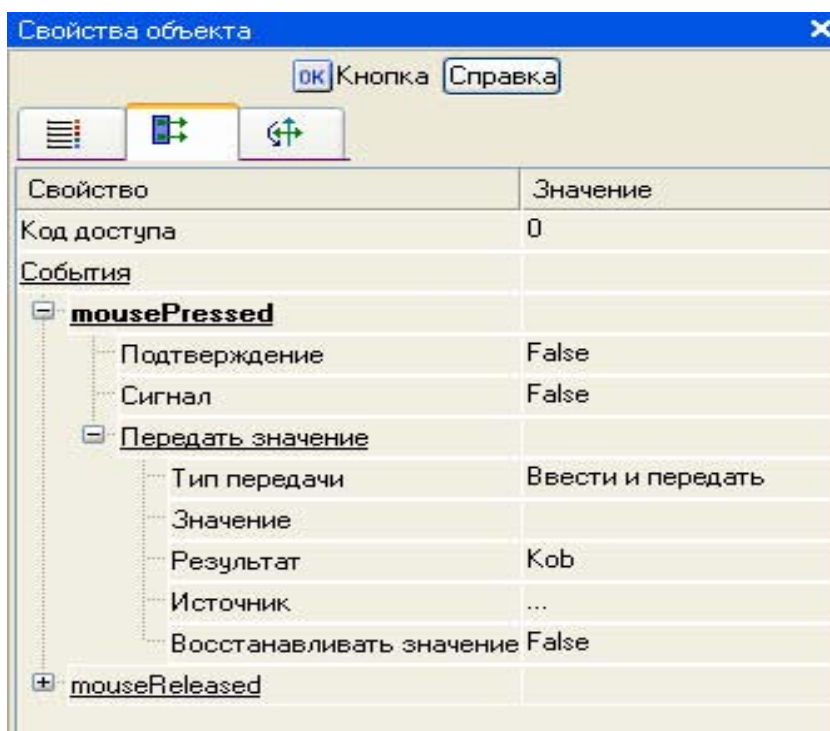 Свойства объекта
ОК Кнопка Справка
Свойство Значение
Код доступа 0
События
mousePressed
Подтверждение False
Сигнал False
Передать значение
Тип передачи Ввести и передать
Значение
Результат Kob
Источник ...
Восстанавливать значение False
mouseReleased